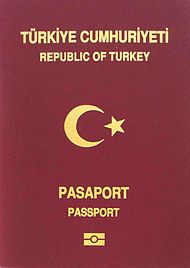 TÜRKİYE CUMHURİYETİ
REPUBLIC OF TURKEY
PASAPORT
PASSPORT